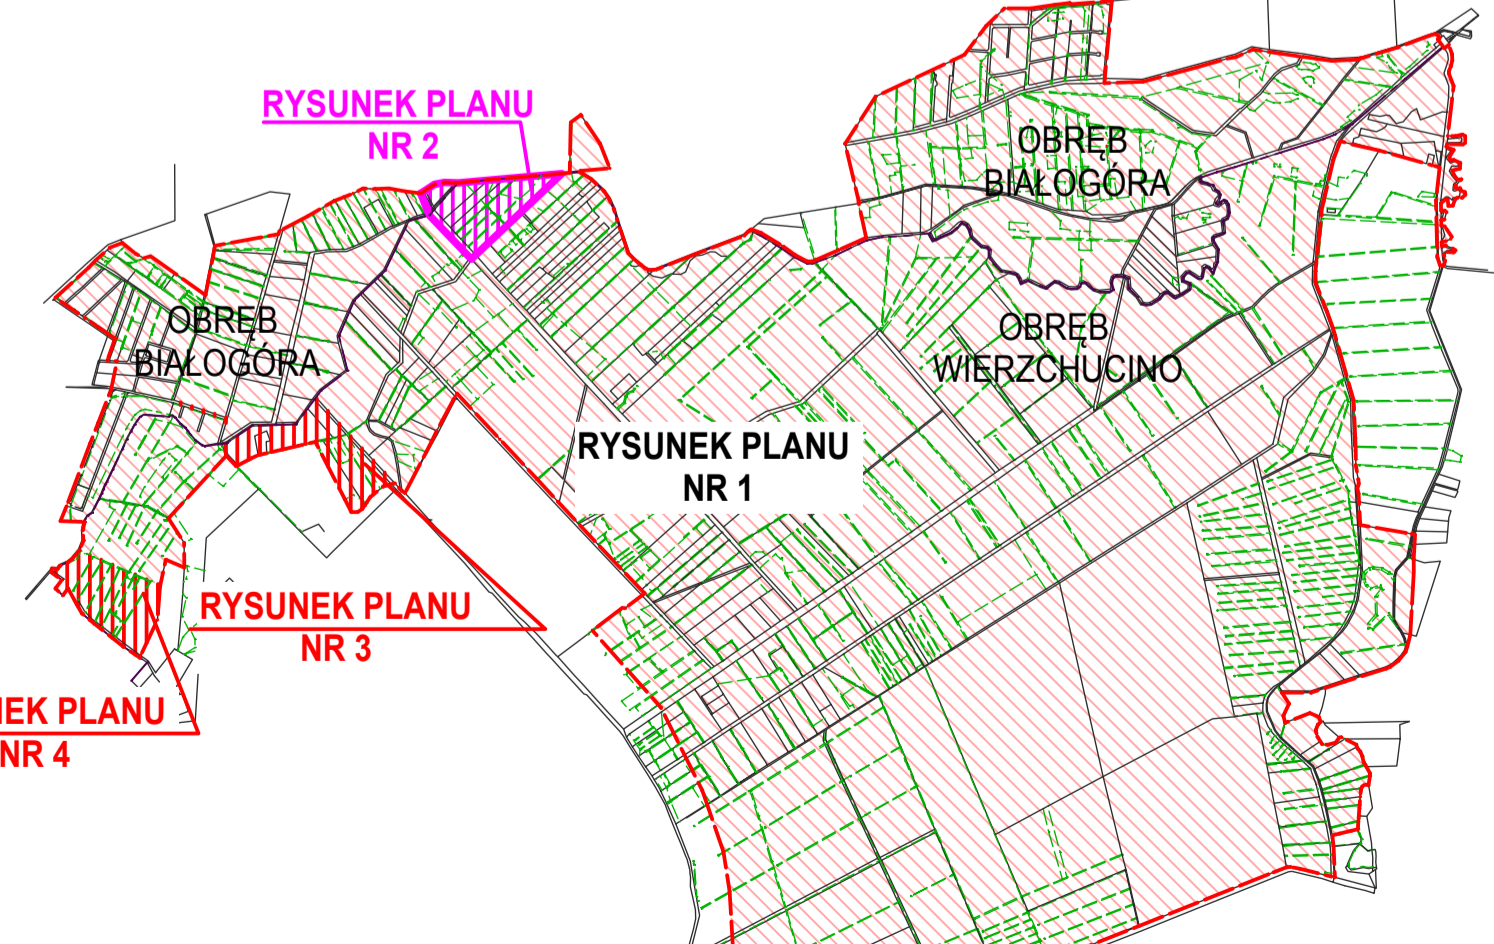 RYSUNEK PLANU
NR 2
OBRĘB
BIAŁOGÓRA
OBRĘB
BIAŁOGÓRA
OBRĘB
WIERZCHUCINO
RYSUNEK PLANU
NR 1
RYSUNEK PLANU
NR 3
NEK PLANU
NR 4